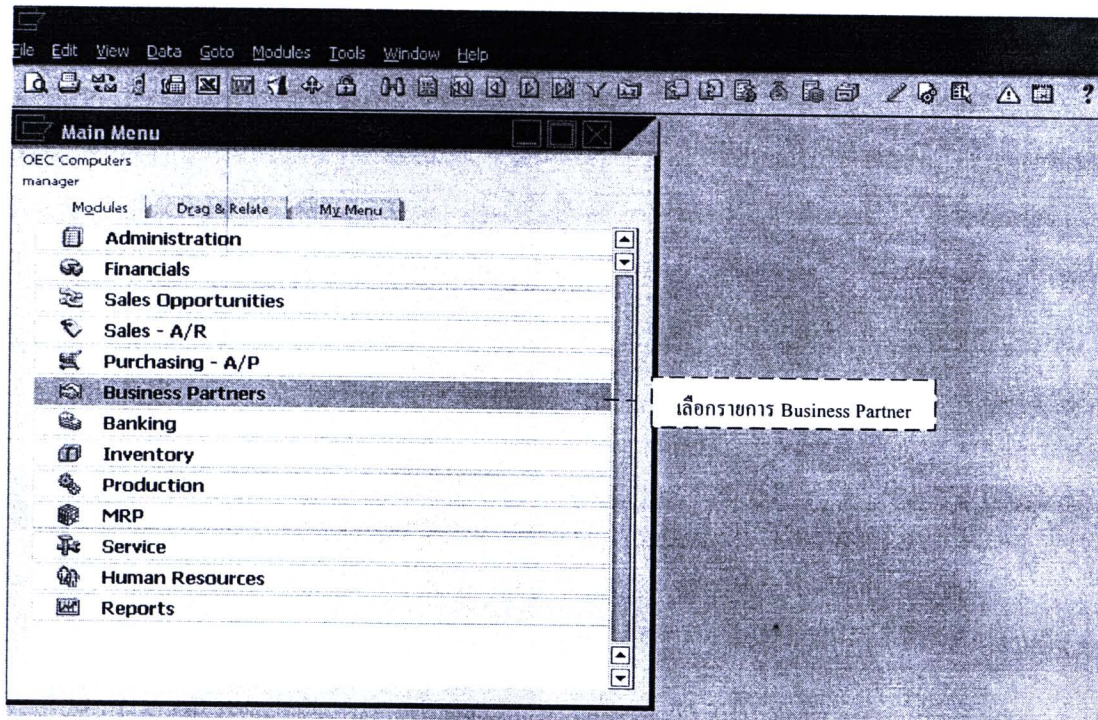 File Edit View Data Goto Modules Tools Window Help
Main Menu
OEC Computers
manager
Modules Drag & Relate My Menu
Administration
Financials
Sales Opportunities
Sales - A/R
Purchasing - A/P
Business Partners
เลือกรายการ Business Partner
Banking
Inventory
Production
MRP
Service
Human Resources
Reports